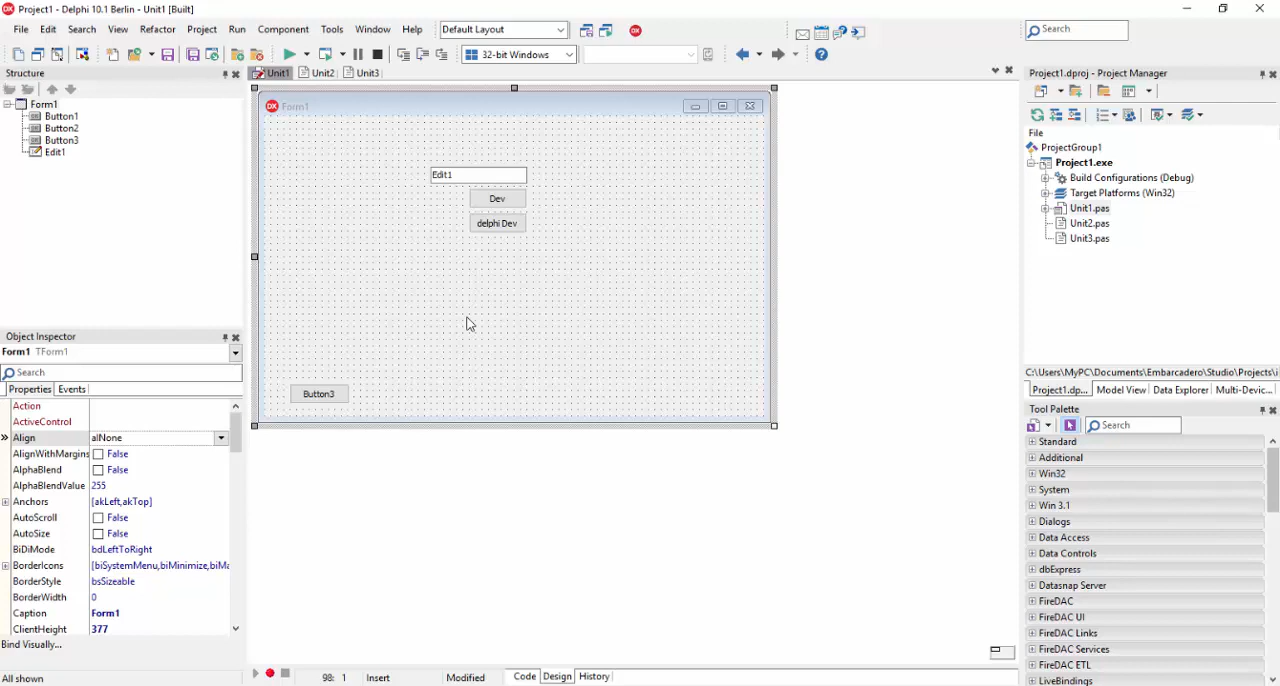 Project1 - Delphi 10.1 Berlin - Unit1 [Built]
File Edit Search View Refactor Project Run Component Tools Window Help Default Layout Search
32-bit Windows
Structure
Unit1 Unit2 Unit3
Project1.dproj - Project Manager
Form1
Button1
Button2
Button3
Edit1
Form1
Edit1
Dev
delphi Dev
Button3
File
ProjectGroup1
Project1.exe
Build Configurations (Debug)
Target Platforms (Win32)
Unit1.pas
Unit2.pas
Unit3.pas
C:\Users\MyPC\Documents\Embarcadero\Studio\Projects\
Project1.dp... Model View Data Explorer Multi-Devic...
Object Inspector
Form1 TForm1
Search
Properties Events
Action
ActiveControl
Align alNone
AlignWithMargins False
AlphaBlend False
AlphaBlendValue 255
Anchors [akLeft,akTop]
AutoScroll False
AutoSize False
BiDiMode bdLeftToRight
BorderIcons [biSystemMenu,biMinimize,biMa
BorderStyle bsSizeable
BorderWidth 0
Caption Form1
ClientHeight 377
Bind Visually...
All shown
Tool Palette
Search
Standard
Additional
Win32
System
Win 3.1
Dialogs
Data Access
Data Controls
dbExpress
Datasnap Server
FireDAC
FireDAC UI
FireDAC Links
FireDAC Services
FireDAC ETL
LiveBindings
98: 1 Insert Modified Code Design History